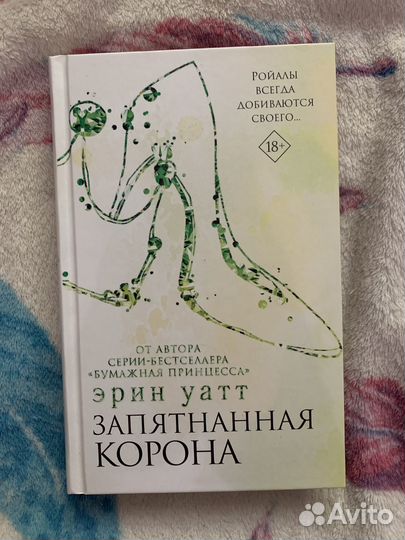 Ройалы
всегда
добиваются
своего...
18+
ОТ АВТОРА
СЕРИИ-БЕСТСЕЛЛЕРА
«БУМАЖНАЯ ПРИНЦЕССА»
ЭРИН УАТТ
ЗАПЯТНАННАЯ
КОРОНА
Avito